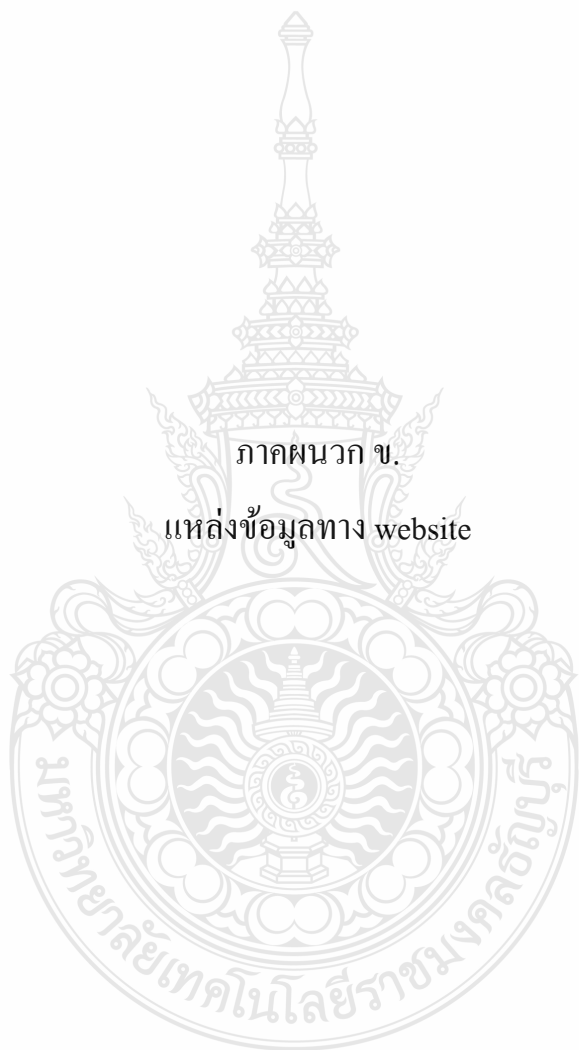 ภาคผนวก ข.
แหล่งข้อมูลทาง website
มหาวิทยาลัยเทคโนโลยีราชมงคลธัญบุรี